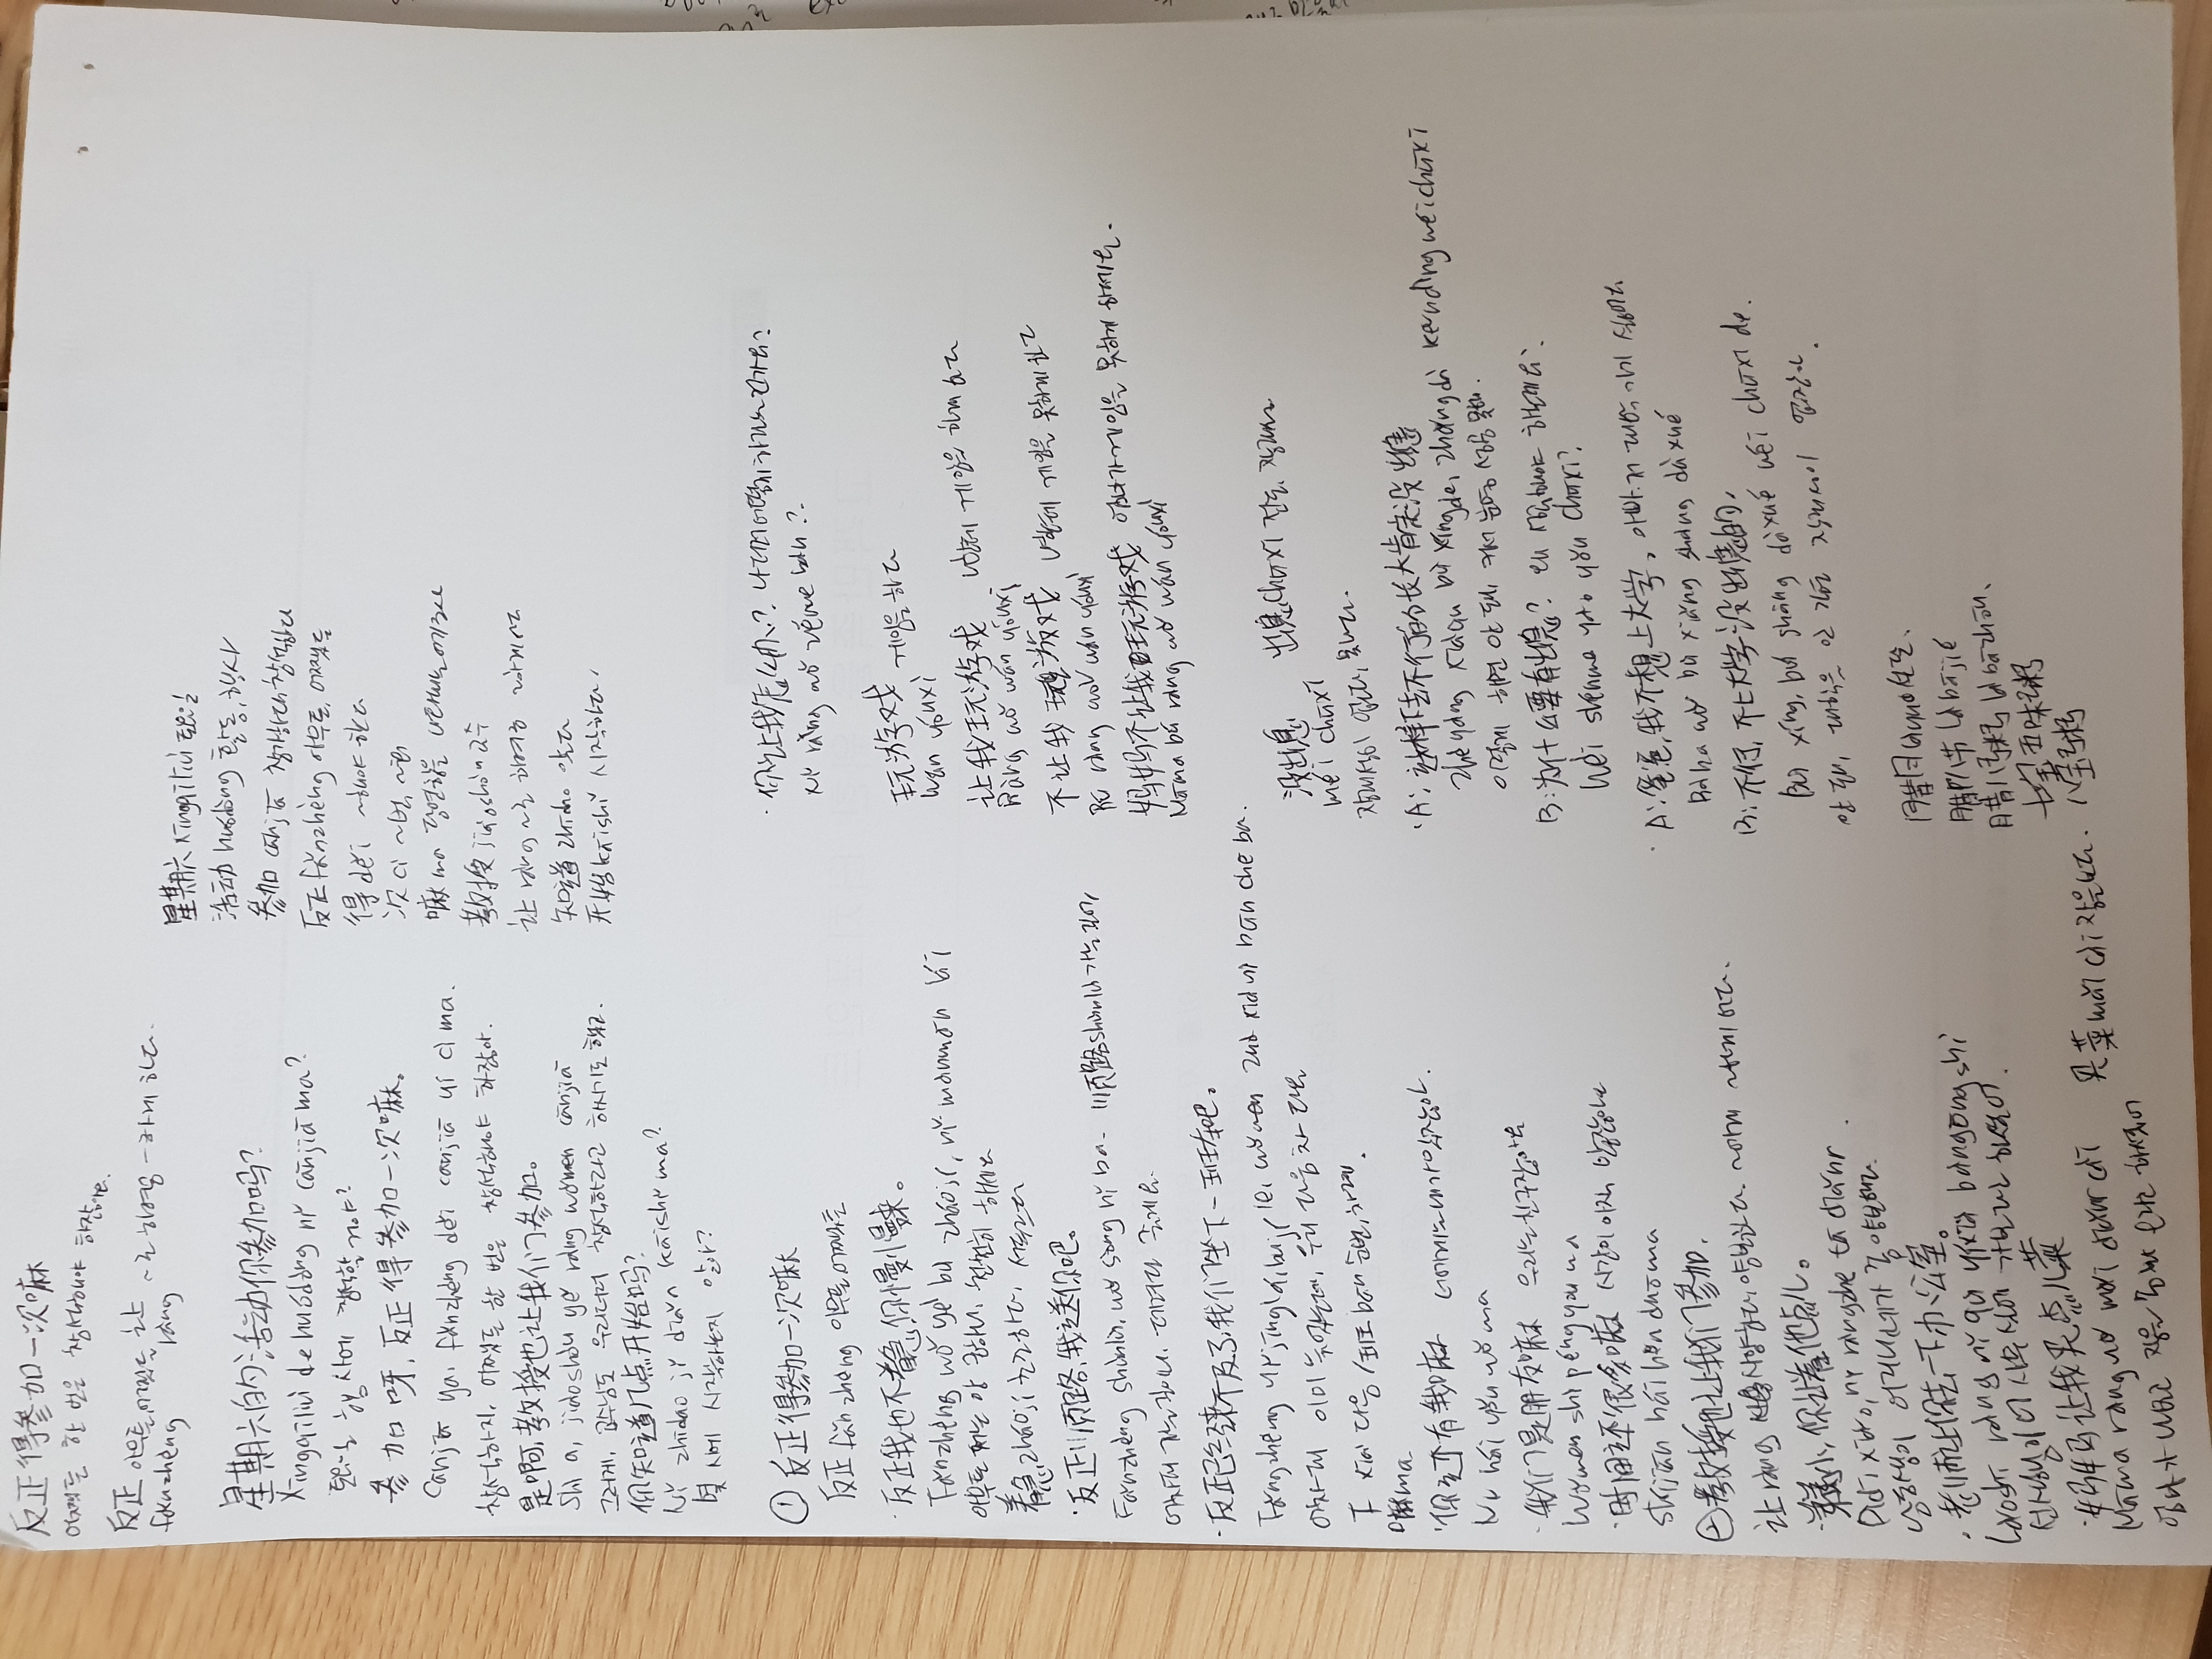 反正得参加一次嘛
어쨌든 한 번은 참석해야 하잖아요.
反正 아무튼, 어쨌든 让 ~로 하여금 ~하게 하다.
fǎnzhèng ràng
星期六的活动你参加吗?
Xīngqīliù de huódòng nǐ cānjiā ma?
토요일 행사에 참석할 거야?
参加呀, 反正得参加一次嘛。
Cānjiā ya, fǎnzhèng děi cānjiā yí cì ma.
참석하지, 어쨌든 한 번은 참석해야 하잖아.
是啊, 教授也让我们参加。
Shì a, jiàoshòu yě ràng wǒmen cānjiā
그러게, 교수님도 우리더러 참석하라고 하시기도 했고.
你知道几点开始吗?
Nǐ zhīdào jǐ diǎn kāishǐ ma?
몇 시에 시작하는지 알아?
星期六 xīngqīliù 토요일
活动 huódòng 활동, 행사
参加 cānjiā 참가하다, 참석하다
反正 fǎnzhèng 아무튼, 어쨌든
得 děi ~해야 한다
次 cì ~번, ~회
嘛 ma 당연함을 나타내는 어기조사
教授 jiàoshòu 교수
让 ràng ~로 하여금 ~하게 하다
知道 zhīdào 알다
开始 kāishǐ 시작하다.
① 反正得参加一次嘛
反正 fǎnzhèng 아무튼, 어쨌든
· 反正我也不着急, 你慢慢来。
Fǎnzhèng wǒ yě bù zháojí, nǐ mànmàn lái
아무튼 저는 안 급하니, 천천히 하세요
着急 zháojí 초조하다, 서두르다
· 反正顺路, 我送你吧。
Fǎnzhèng shùnlù, wǒ sòng nǐ ba. 顺路 shùnlù 가는 길에
어차피 가는 길이니, 데려다 줄게요.
· 反正已经来不及了, 我们坐下一班车吧。
Fǎngzhèng yǐjīng lái bují le, wǒmen zuò xià yì bān chē ba.
어차피 이미 늦었는데, 우리 다음 차 타요
下 xià 다음 / 班 bān 순번, 차례.
嘛 ma
· 你还有我嘛 너에게는 내가 있잖아.
Nǐ hái yǒu wǒ ma
· 我们是朋友嘛 우리는 친구잖아요
Wǒmen shì péngyou ma
· 时间还很多嘛 시간이 아직 많잖아요
Shíjiān hái hěn duō ma
② 教授也让我们参加.
让 ràng 사양하다, 양보하다. ~하게 ~하게 하다.
· 弟弟小, 你让着他点儿。
Dìdi xiǎo, nǐ ràngzhe tā diǎnr
남동생이 어리니 네가 좀 양보해라.
· 老师让你去一下办公室。
Lǎoshī ràng nǐ qù yíxià bàngōngshì
선생님이 너 사무실에 가보라고 하셨어.
· 妈妈让我买点儿菜
Māma ràng wǒ mǎi diǎnr cài 买菜 mǎi cài 장을 보다.
엄마가 나보고 장을 좀 봐 오라고 하셨어
· 你让我怎么办? 나더러 어떻게 하라는 건가요?
Nǐ ràng wǒ zěnme bàn?
玩游戏 게임을 하다
wán yóuxì
让我玩游戏 나한테 게임을 하게 하다
Ràng wǒ wán yóuxì
不让我玩游戏 나한테 게임을 못하게 하다
Bú ràng wǒ wán yóuxì
妈妈不让我玩游戏 엄마가 게임을 못하게 하세요.
Māma bú ràng wǒ wán yóuxì
没出息 出息 chūxi 전도, 장래성
méi chūxi
장래성이 없다, 못나다.
· A: 这样下去不行的 长大肯定没出息
Zhèyàng xiàqù bù xíng de, zhǎngdà kěndìng méi chūxi
이렇게 하면 안 돼, 커서 분명 성공 못해.
B: 为什么要有出息? 왜 성공해야 하는데요?
Wèi shénme yào yǒu chūxi?
· A: 爸爸, 我不想上大学。 아빠. 저 대학 가기 싫어요
Bàba wǒ bù xiǎng shàng dàxué
B: 不行, 不上大学没出息的.
Bù xíng, bú shàng dàxué méi chūxi de.
안 돼, 대학을 안 가면 장래성이 없잖아.
腊月 làyuè 섣달.
腊八节 Làbājié
腊八粥 làbāzhōu.
七宝五味粥
八宝粥